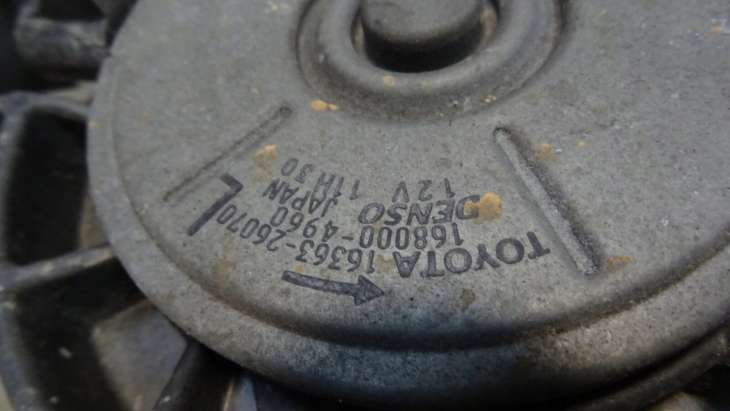 TOYOTA 16363-26070 L
168000-4960
DENSO JAPAN
12V 11H30